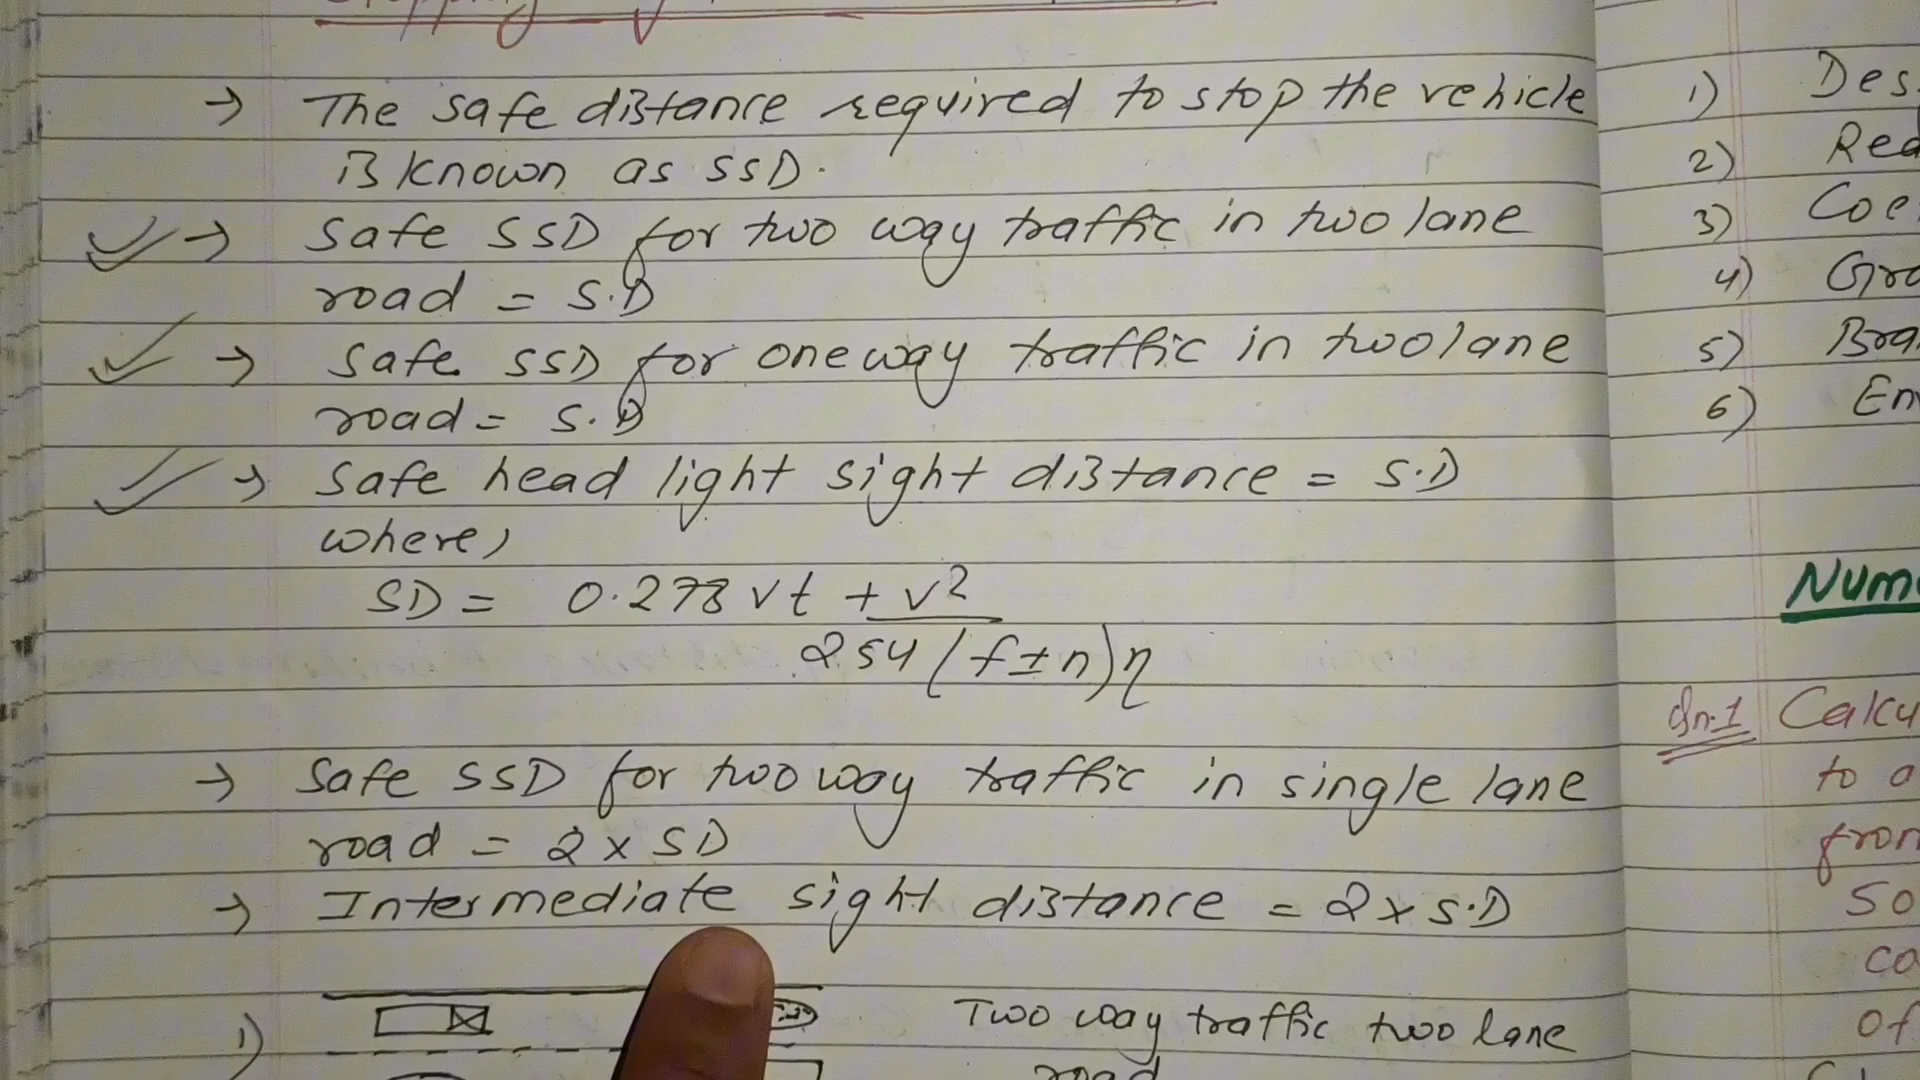 → The safe distance required to stop the vehicle
is known as SSD.
→ Safe SSD for two way traffic in two lane
road = S.D
→ Safe SSD for one way traffic in two lane
road = S.D
→ Safe head light sight distance = S.D
where,
SD = 0.278 vt + v²
254 (f±n)η
→ Safe SSD for two way traffic in single lane
road = 2 x SD
→ Intermediate sight distance = 2 x S.D
1) Two way traffic two lane
road
1) Des
2) Rea
3) Coe
4) Gra
5) Bra
6) En
Nume
Qn.1 Calcu
to a
from
so
ca
of